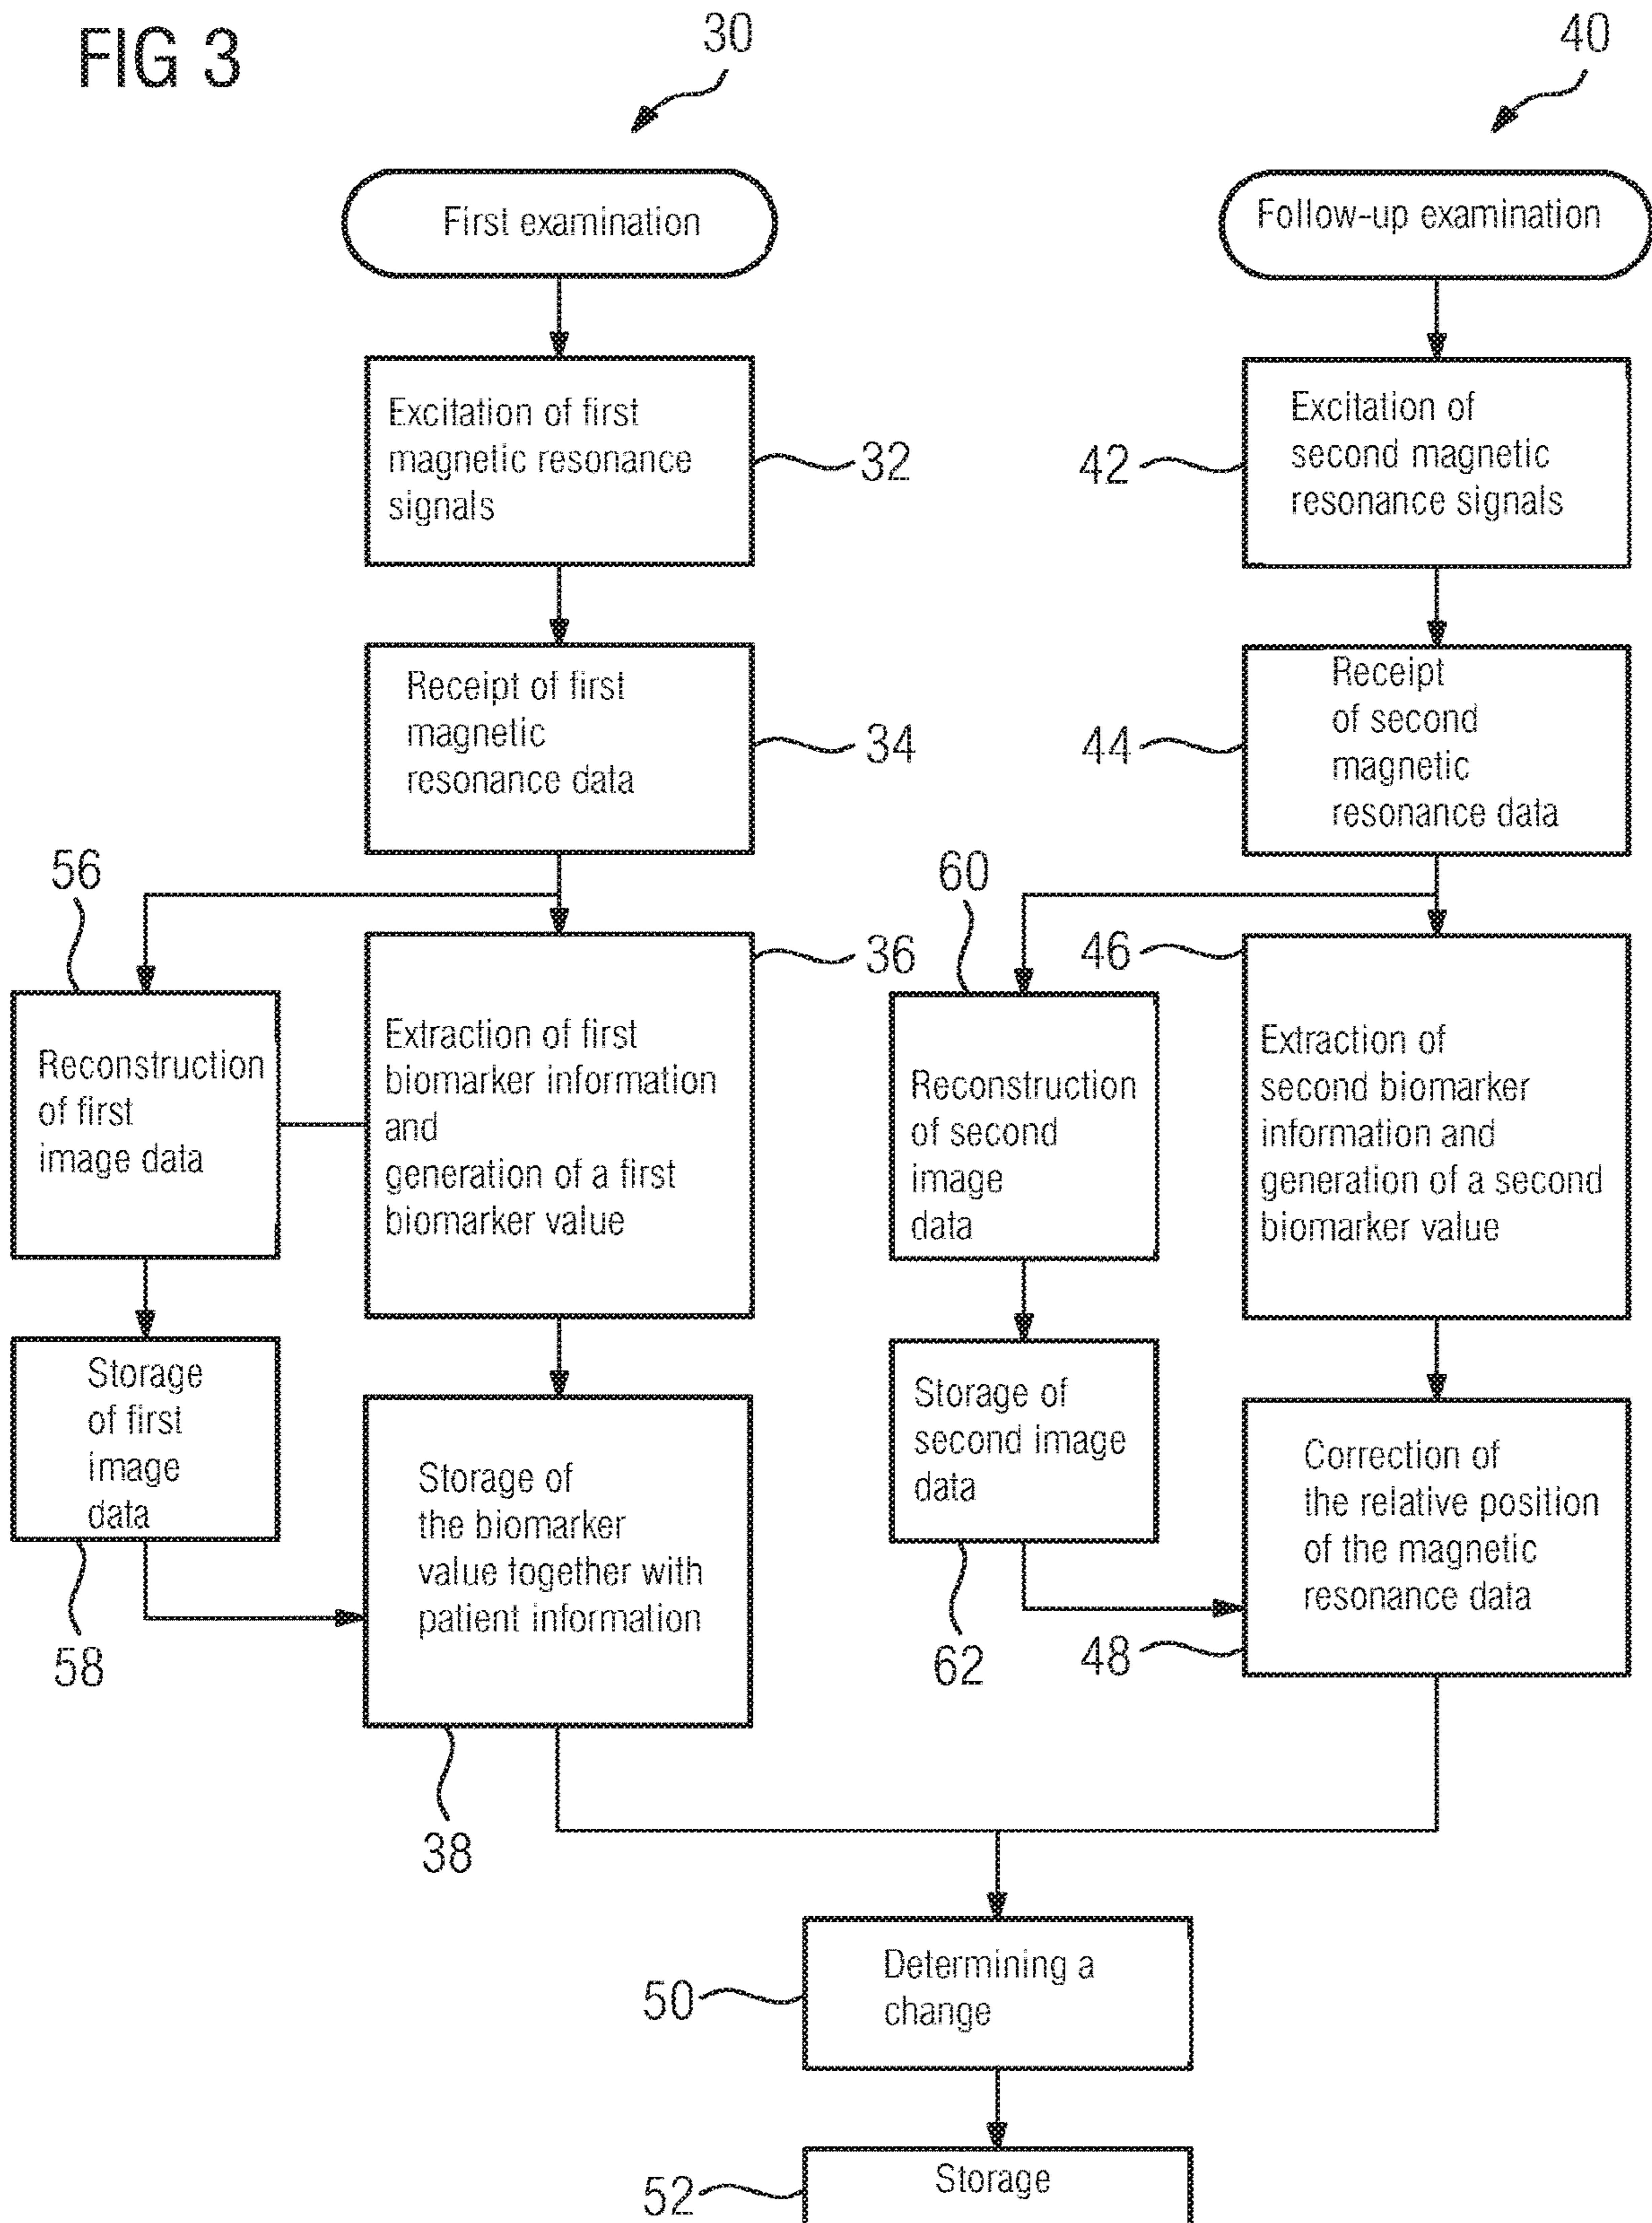 FIG 3
30
40
First examination
Follow-up examination
Excitation of first
magnetic resonance
signals
32
42
Excitation of
second magnetic
resonance signals
Receipt of first
magnetic
resonance data
34
44
Receipt
of second
magnetic
resonance data
56
Reconstruction
of first
image data
36
Extraction of first
biomarker information
and
generation of a first
biomarker value
60
Reconstruction
of second
image
data
46
Extraction of
second biomarker
information and
generation of a second
biomarker value
Storage
of first
image
data
58
Storage of
the biomarker
value together with
patient information
38
Storage of
second image
data
62
48
Correction of
the relative position
of the magnetic
resonance data
50
Determining a
change
52
Storage